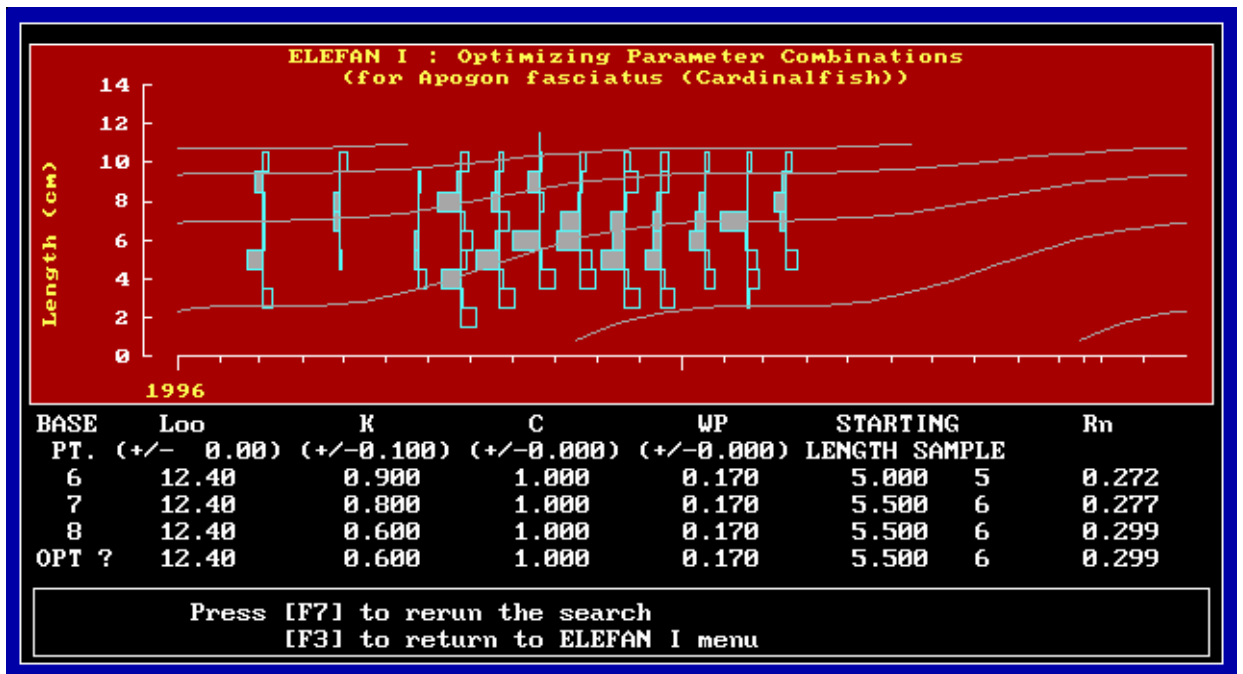 ELEFAN I : Optimizing Parameter Combinations
(for Apogon fasciatus (Cardinalfish))
Length (cm)
14
12
10
8
6
4
2
0
1996
BASE Loo K C WP STARTING Rn
PT. (+/- 0.00) (+/-0.100) (+/-0.000) (+/-0.000) LENGTH SAMPLE
6 12.40 0.900 1.000 0.170 5.000 5 0.272
7 12.40 0.800 1.000 0.170 5.500 6 0.277
8 12.40 0.600 1.000 0.170 5.500 6 0.299
OPT ? 12.40 0.600 1.000 0.170 5.500 6 0.299
Press [F7] to rerun the search
[F3] to return to ELEFAN I menu